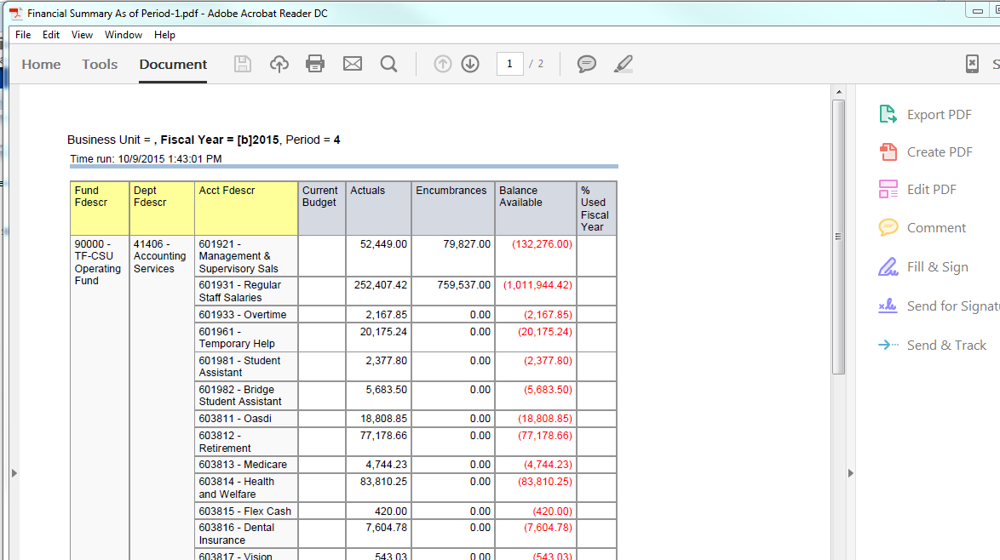 Financial Summary As of Period-1.pdf - Adobe Acrobat Reader DC
File Edit View Window Help
Home Tools Document 1 / 2
Business Unit = , Fiscal Year = [b]2015, Period = 4
Time run: 10/9/2015 1:43:01 PM
Fund Fdescr Dept Fdescr Acct Fdescr Current Budget Actuals Encumbrances Balance Available % Used Fiscal Year
90000 - TF-CSU Operating Fund 41406 - Accounting Services 601921 - Management & Supervisory Sals 52,449.00 79,827.00 (132,276.00)
601931 - Regular Staff Salaries 252,407.42 759,537.00 (1,011,944.42)
601933 - Overtime 2,167.85 0.00 (2,167.85)
601961 - Temporary Help 20,175.24 0.00 (20,175.24)
601981 - Student Assistant 2,377.80 0.00 (2,377.80)
601982 - Bridge Student Assistant 5,683.50 0.00 (5,683.50)
603811 - Oasdi 18,808.85 0.00 (18,808.85)
603812 - Retirement 77,178.66 0.00 (77,178.66)
603813 - Medicare 4,744.23 0.00 (4,744.23)
603814 - Health and Welfare 83,810.25 0.00 (83,810.25)
603815 - Flex Cash 420.00 0.00 (420.00)
603816 - Dental Insurance 7,604.78 0.00 (7,604.78)
603817 - Vision 543.03 0.00 (543.03)
Export PDF
Create PDF
Edit PDF
Comment
Fill & Sign
Send for Signatu
Send & Track